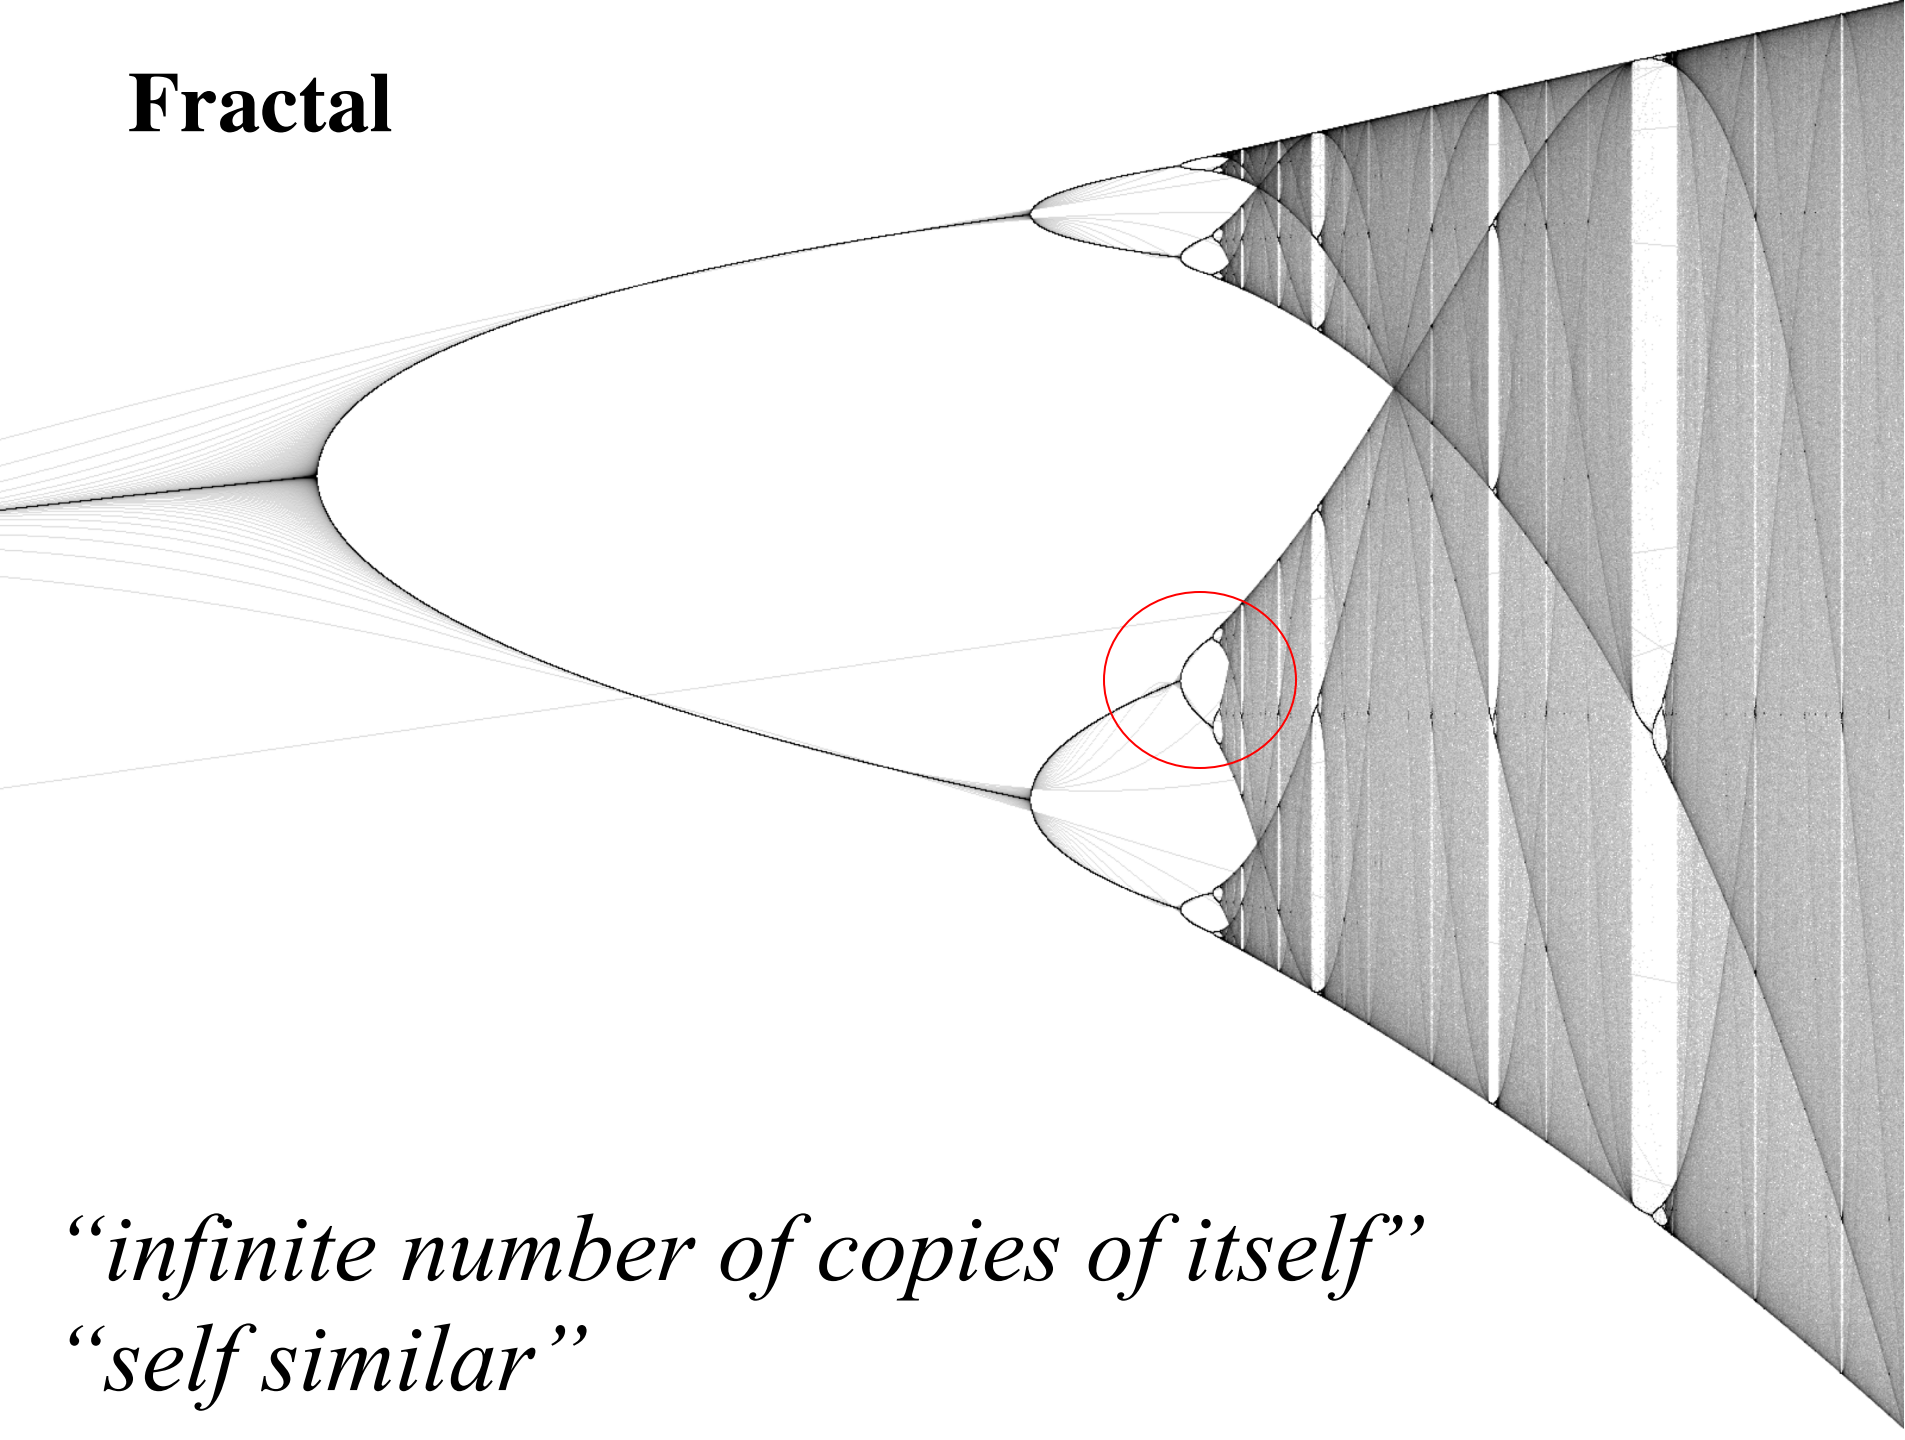 Fractal
“infinite number of copies of itself”
“self similar”